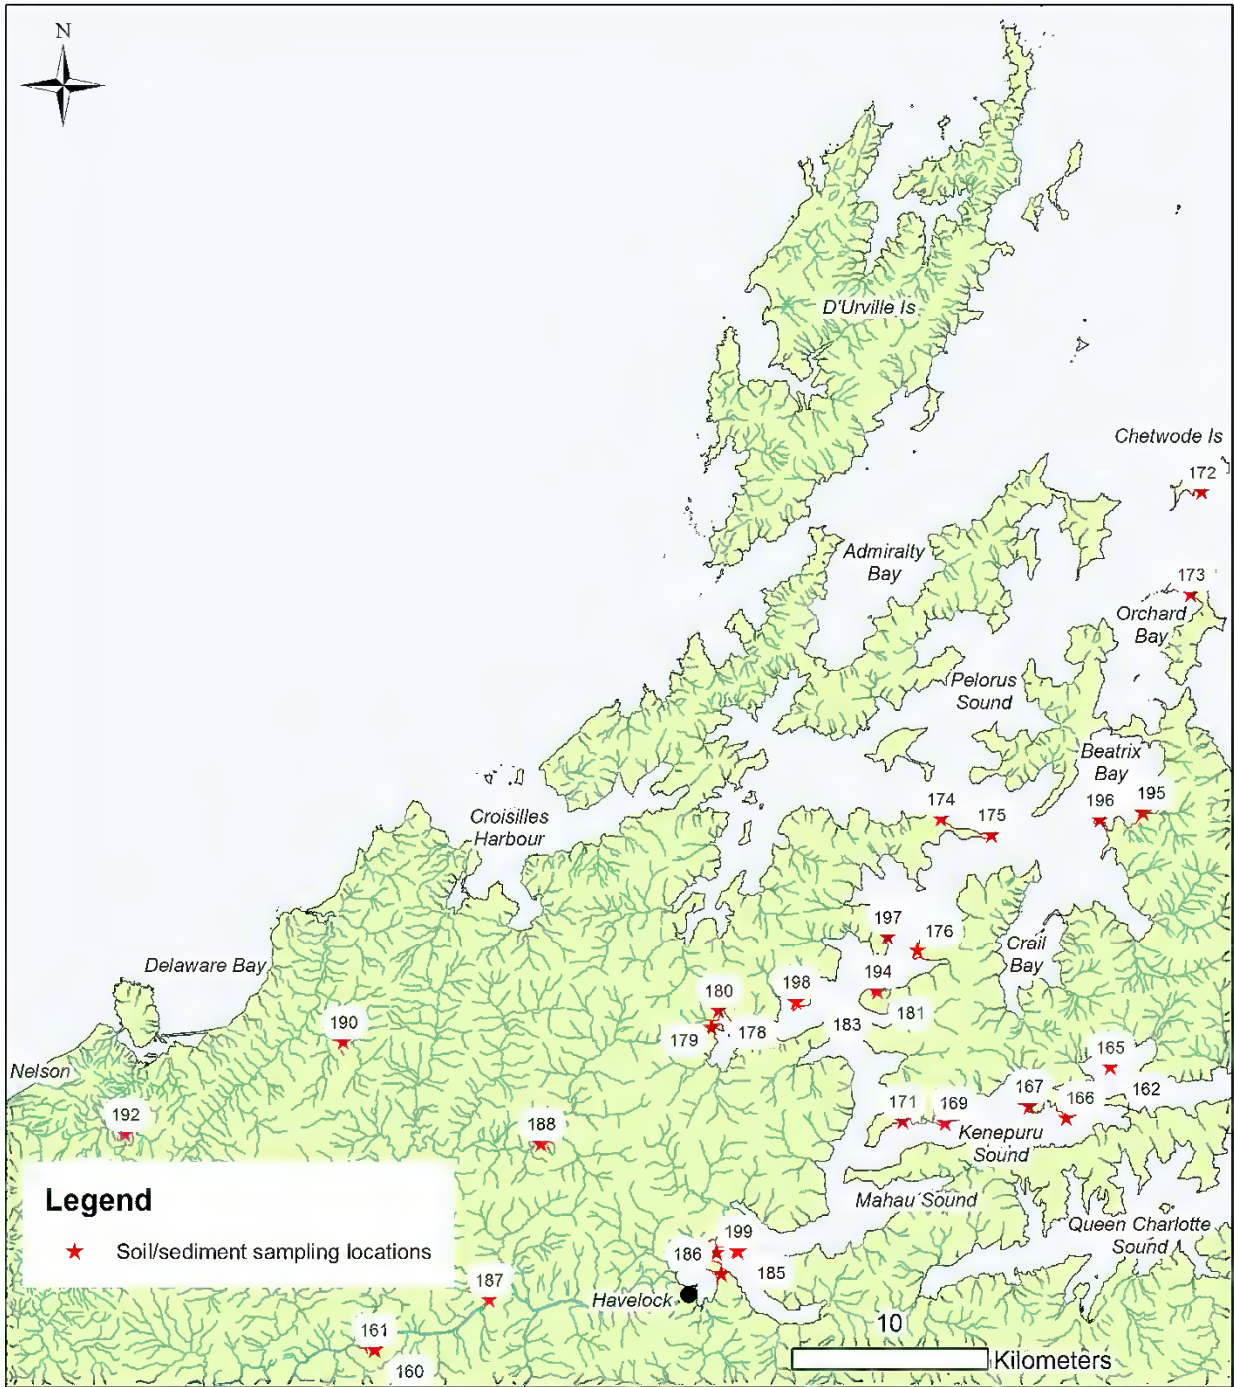 N
D'Urville Is
Chetwode Is
172
Admiralty
Bay
173
Orchard
Bay
Pelorus
Sound
Beatrix
Bay
Croisilles
Harbour
174
175
196
195
197
176
Crail
Bay
Delaware Bay
194
198
180
181
183
178
179
190
Nelson
165
162
167
166
171
169
Kenepuru
Sound
192
188
Mahau Sound
Queen Charlotte
Sound
Legend
Soil/sediment sampling locations
186
199
185
187
Havelock
161
160
10
Kilometers